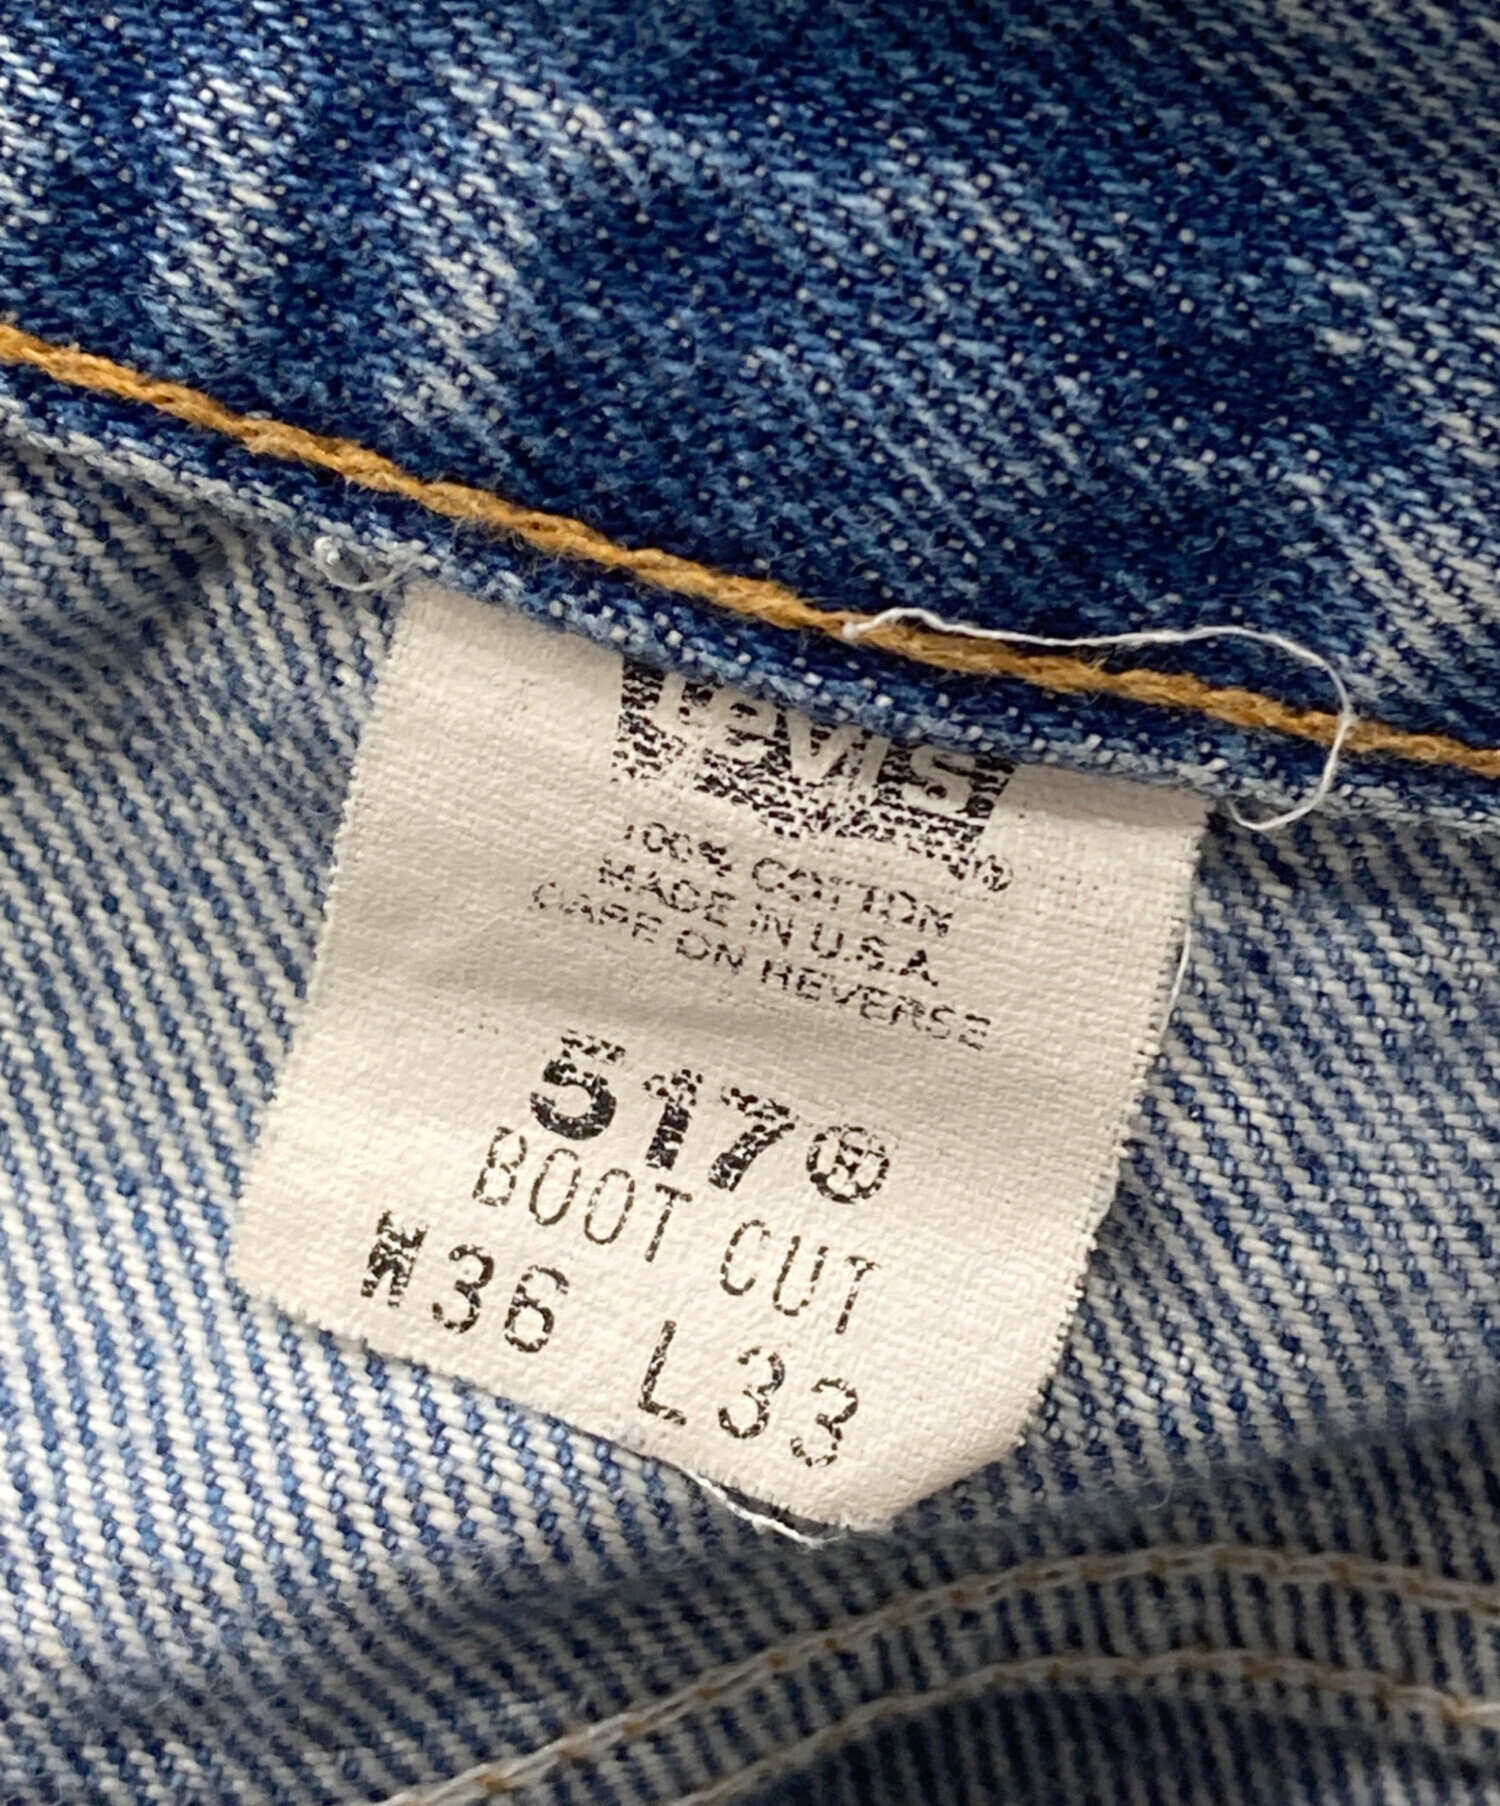 Levi's®
100% COTTON
MADE IN U.S.A.
CARE ON REVERSE
517®
BOOT CUT
W36 L33